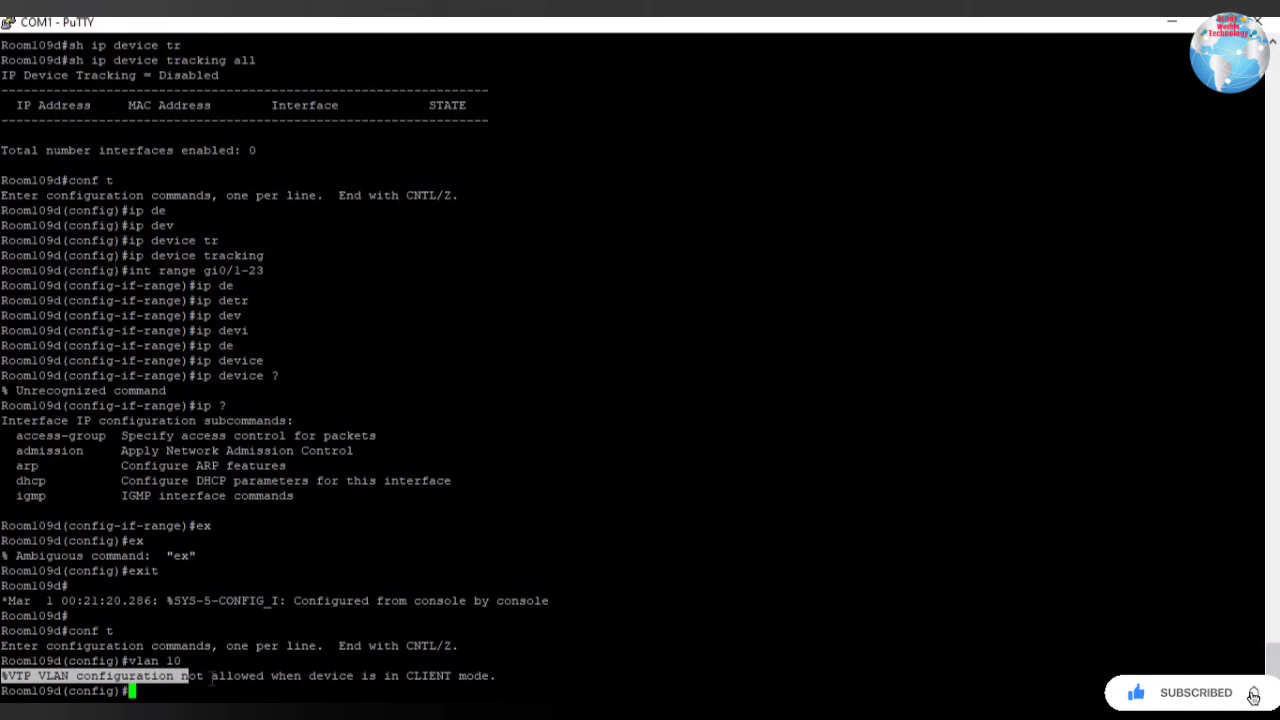 COM1 - PuTTY
Study
Worlds
Technology
Room109d#sh ip device tr
Room109d#sh ip device tracking all
IP Device Tracking = Disabled
-----------------------------------------------------------------
IP Address MAC Address Interface STATE
-----------------------------------------------------------------
Total number interfaces enabled: 0
Room109d#conf t
Enter configuration commands, one per line. End with CNTL/Z.
Room109d(config)#ip de
Room109d(config)#ip dev
Room109d(config)#ip device tr
Room109d(config)#ip device tracking
Room109d(config)#int range gi0/1-23
Room109d(config-if-range)#ip de
Room109d(config-if-range)#ip detr
Room109d(config-if-range)#ip dev
Room109d(config-if-range)#ip devi
Room109d(config-if-range)#ip de
Room109d(config-if-range)#ip device
Room109d(config-if-range)#ip device ?
% Unrecognized command
Room109d(config-if-range)#ip ?
Interface IP configuration subcommands:
access-group Specify access control for packets
admission Apply Network Admission Control
arp Configure ARP features
dhcp Configure DHCP parameters for this interface
igmp IGMP interface commands
Room109d(config-if-range)#ex
Room109d(config)#ex
% Ambiguous command: "ex"
Room109d(config)#exit
Room109d#
*Mar 1 00:21:20.286: %SYS-5-CONFIG_I: Configured from console by console
Room109d#
Room109d#conf t
Enter configuration commands, one per line. End with CNTL/Z.
Room109d(config)#vlan 10
%VTP VLAN configuration not allowed when device is in CLIENT mode.
Room109d(config)#
SUBSCRIBED